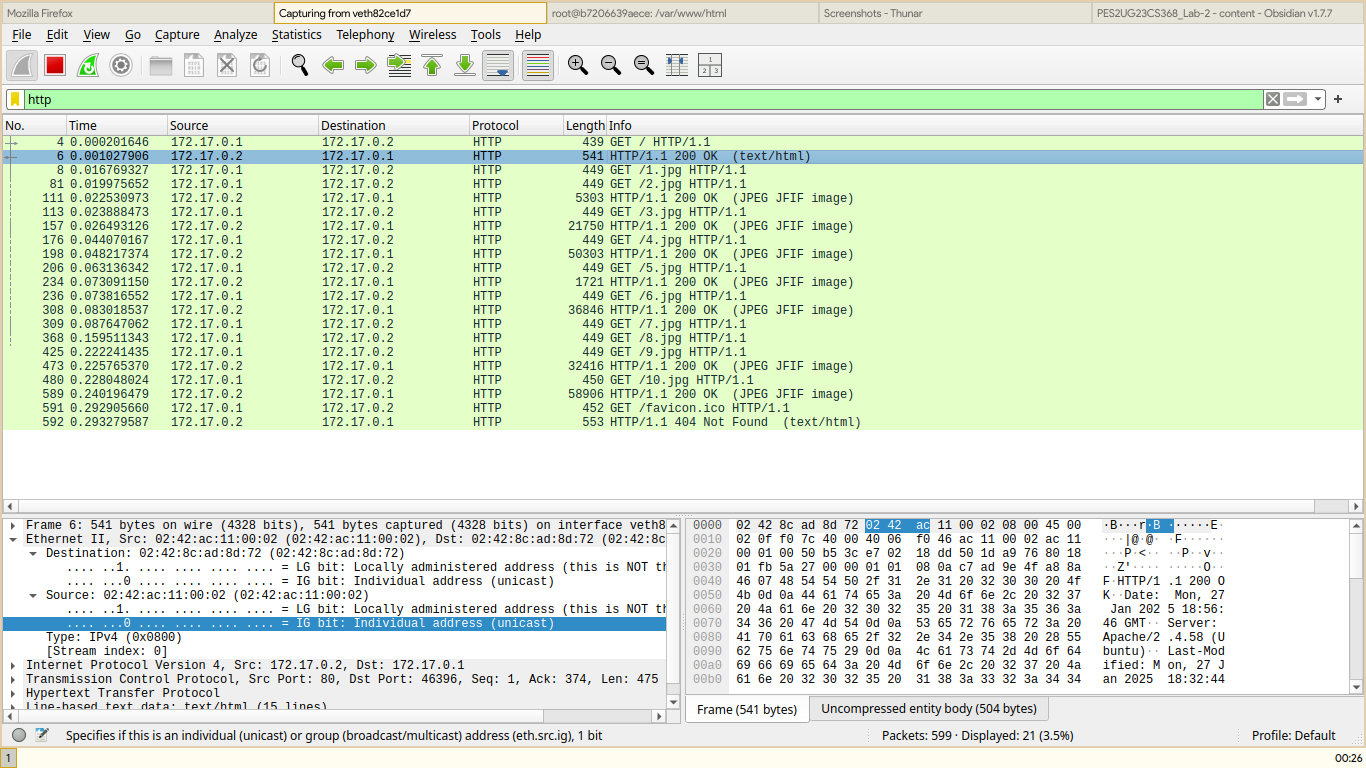 Mozilla Firefox Capturing from veth82ce1d7 root@b7206639aece: /var/www/html Screenshots - Thunar PES2UG23CS368_Lab-2 - content - Obsidian v1.7.7
File Edit View Go Capture Analyze Statistics Telephony Wireless Tools Help
http
No. Time Source Destination Protocol Length Info
4 0.000201646 172.17.0.1 172.17.0.2 HTTP 439 GET / HTTP/1.1
6 0.001027906 172.17.0.2 172.17.0.1 HTTP 541 HTTP/1.1 200 OK (text/html)
8 0.016769327 172.17.0.1 172.17.0.2 HTTP 449 GET /1.jpg HTTP/1.1
81 0.019975652 172.17.0.1 172.17.0.2 HTTP 449 GET /2.jpg HTTP/1.1
111 0.022530973 172.17.0.2 172.17.0.1 HTTP 5303 HTTP/1.1 200 OK (JPEG JFIF image)
113 0.023888473 172.17.0.1 172.17.0.2 HTTP 449 GET /3.jpg HTTP/1.1
157 0.026493126 172.17.0.2 172.17.0.1 HTTP 21750 HTTP/1.1 200 OK (JPEG JFIF image)
176 0.044070167 172.17.0.1 172.17.0.2 HTTP 449 GET /4.jpg HTTP/1.1
198 0.048217374 172.17.0.2 172.17.0.1 HTTP 50303 HTTP/1.1 200 OK (JPEG JFIF image)
206 0.063136342 172.17.0.1 172.17.0.2 HTTP 449 GET /5.jpg HTTP/1.1
234 0.073091150 172.17.0.2 172.17.0.1 HTTP 1721 HTTP/1.1 200 OK (JPEG JFIF image)
236 0.073816552 172.17.0.1 172.17.0.2 HTTP 449 GET /6.jpg HTTP/1.1
308 0.083018537 172.17.0.2 172.17.0.1 HTTP 36846 HTTP/1.1 200 OK (JPEG JFIF image)
309 0.087647062 172.17.0.1 172.17.0.2 HTTP 449 GET /7.jpg HTTP/1.1
368 0.159511343 172.17.0.1 172.17.0.2 HTTP 449 GET /8.jpg HTTP/1.1
425 0.222241435 172.17.0.1 172.17.0.2 HTTP 449 GET /9.jpg HTTP/1.1
473 0.225765370 172.17.0.2 172.17.0.1 HTTP 32416 HTTP/1.1 200 OK (JPEG JFIF image)
480 0.228048024 172.17.0.1 172.17.0.2 HTTP 450 GET /10.jpg HTTP/1.1
589 0.240196479 172.17.0.2 172.17.0.1 HTTP 58906 HTTP/1.1 200 OK (JPEG JFIF image)
591 0.292905660 172.17.0.1 172.17.0.2 HTTP 452 GET /favicon.ico HTTP/1.1
592 0.293279587 172.17.0.2 172.17.0.1 HTTP 553 HTTP/1.1 404 Not Found (text/html)
Frame 6: 541 bytes on wire (4328 bits), 541 bytes captured (4328 bits) on interface veth8
Ethernet II, Src: 02:42:ac:11:00:02 (02:42:ac:11:00:02), Dst: 02:42:8c:ad:8d:72 (02:42:8c
Destination: 02:42:8c:ad:8d:72 (02:42:8c:ad:8d:72)
.... ..1. .... .... .... .... = LG bit: Locally administered address (this is NOT th
.... ...0 .... .... .... .... = IG bit: Individual address (unicast)
Source: 02:42:ac:11:00:02 (02:42:ac:11:00:02)
.... ..1. .... .... .... .... = LG bit: Locally administered address (this is NOT th
.... ...0 .... .... .... .... = IG bit: Individual address (unicast)
Type: IPv4 (0x0800)
[Stream index: 0]
Internet Protocol Version 4, Src: 172.17.0.2, Dst: 172.17.0.1
Transmission Control Protocol, Src Port: 80, Dst Port: 46396, Seq: 1, Ack: 374, Len: 475
Hypertext Transfer Protocol
Line-based text data: text/html (15 lines)
0000 02 42 8c ad 8d 72 02 42 ac 11 00 02 08 00 45 00 ·B···r·B ······E·
0010 02 0f f0 7c 40 00 40 06 f0 46 ac 11 00 02 ac 11 ···|@·@· ·F······
0020 00 01 00 50 b5 3c e7 02 18 dd 50 1d a9 76 80 18 ···P·<·· ··P··v··
0030 01 fb 5a 27 00 00 01 01 08 0a c7 ad 9e 4f a8 8a ··Z'···· ·····O··
0040 46 07 48 54 54 50 2f 31 2e 31 20 32 30 30 20 4f F·HTTP/1 .1 200 O
0050 4b 0d 0a 44 61 74 65 3a 20 4d 6f 6e 2c 20 32 37 K··Date: Mon, 27
0060 20 4a 61 6e 20 32 30 32 35 20 31 38 3a 35 36 3a Jan 202 5 18:56:
0070 34 36 20 47 4d 54 0d 0a 53 65 72 76 65 72 3a 20 46 GMT·· Server:
0080 41 70 61 63 68 65 2f 32 2e 34 2e 35 38 20 28 55 Apache/2 .4.58 (U
0090 62 75 6e 74 75 29 0d 0a 4c 61 73 74 2d 4d 6f 64 buntu)·· Last-Mod
00a0 69 66 69 65 64 3a 20 4d 6f 6e 2c 20 32 37 20 4a ified: M on, 27 J
00b0 61 6e 20 32 30 32 35 20 31 38 3a 33 32 3a 34 34 an 2025 18:32:44
Frame (541 bytes) Uncompressed entity body (504 bytes)
Specifies if this is an individual (unicast) or group (broadcast/multicast) address (eth.src.ig), 1 bit Packets: 599 · Displayed: 21 (3.5%) Profile: Default
1 00:26